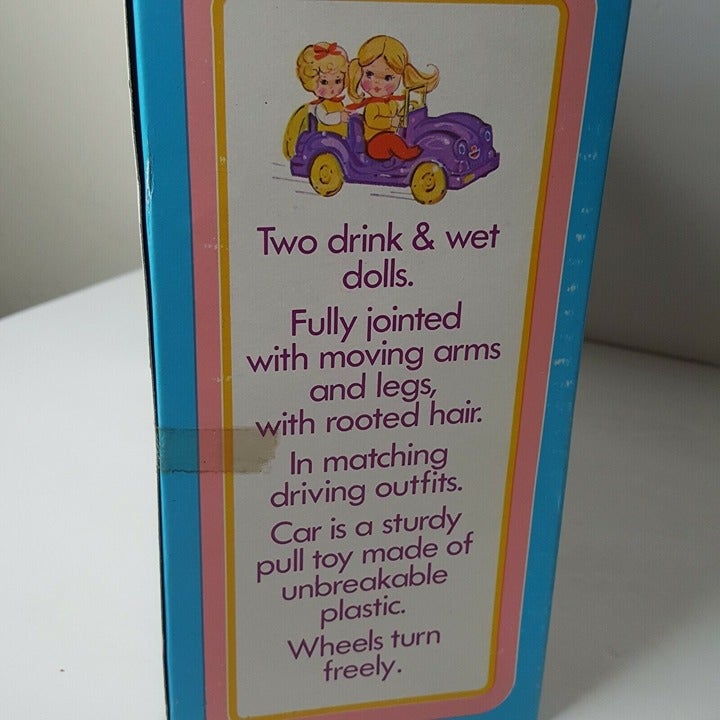 Two drink & wet
dolls.
Fully jointed
with moving arms
and legs,
with rooted hair.
In matching
driving outfits.
Car is a sturdy
pull toy made of
unbreakable
plastic.
Wheels turn
freely.